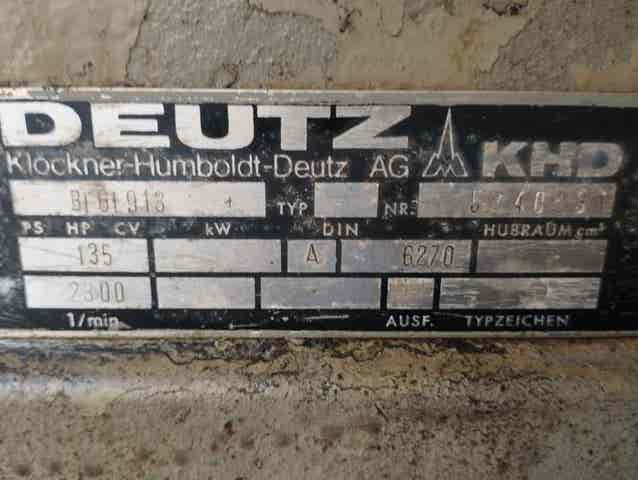 DEUTZ
Klöckner-Humboldt-Deutz AG KHD
TYP NR.
PS HP CV kW DIN HUBRAUM cm³
135 A 6270
2300
1/min AUSF. TYPZEICHEN